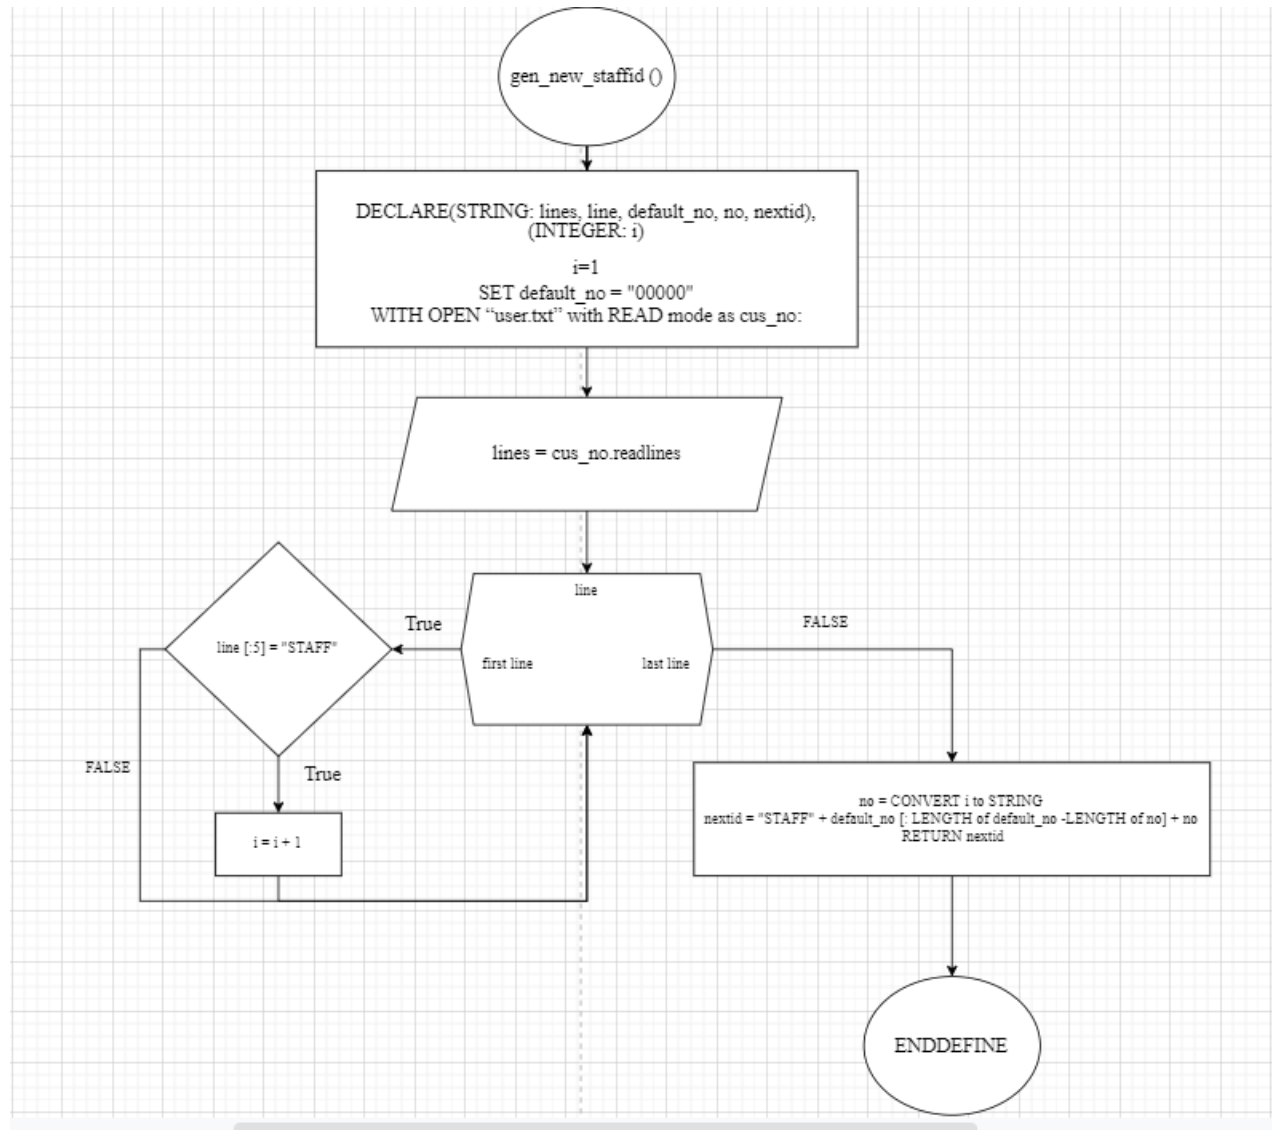 gen_new_staffid ()
DECLARE(STRING: lines, line, default_no, no, nextid),
(INTEGER: i)
i=1
SET default_no = "00000"
WITH OPEN “user.txt” with READ mode as cus_no:
lines = cus_no.readlines
line
first line
last line
True
FALSE
line [:5] = "STAFF"
FALSE
True
i = i + 1
no = CONVERT i to STRING
nextid = "STAFF" + default_no [: LENGTH of default_no -LENGTH of no] + no
RETURN nextid
ENDDEFINE